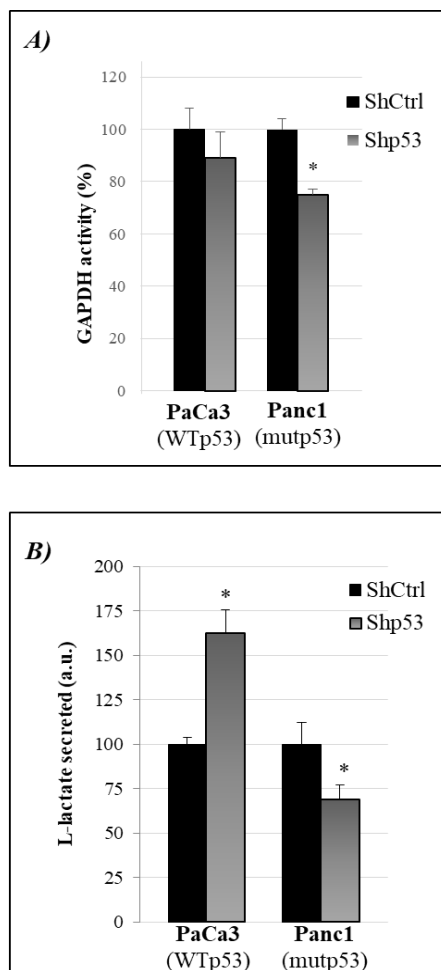 A)
120
100
80
60
40
20
0
GAPDH activity (%)
ShCtrl
Shp53
*
PaCa3
(WTp53)
Panc1
(mutp53)
B)
200
175
150
125
100
75
50
25
0
L-lactate secreted (a.u.)
ShCtrl
Shp53
*
*
PaCa3
(WTp53)
Panc1
(mutp53)